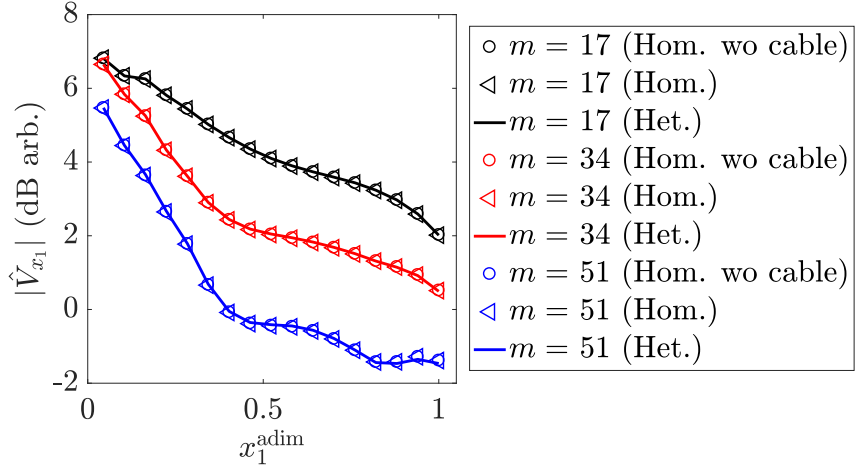 8
6
4
2
0
-2
0
0.5
1
|V̂ₓ₁| (dB arb.)
x₁ᵃᵈⁱᵐ
m = 17 (Hom. wo cable)
m = 17 (Hom.)
m = 17 (Het.)
m = 34 (Hom. wo cable)
m = 34 (Hom.)
m = 34 (Het.)
m = 51 (Hom. wo cable)
m = 51 (Hom.)
m = 51 (Het.)